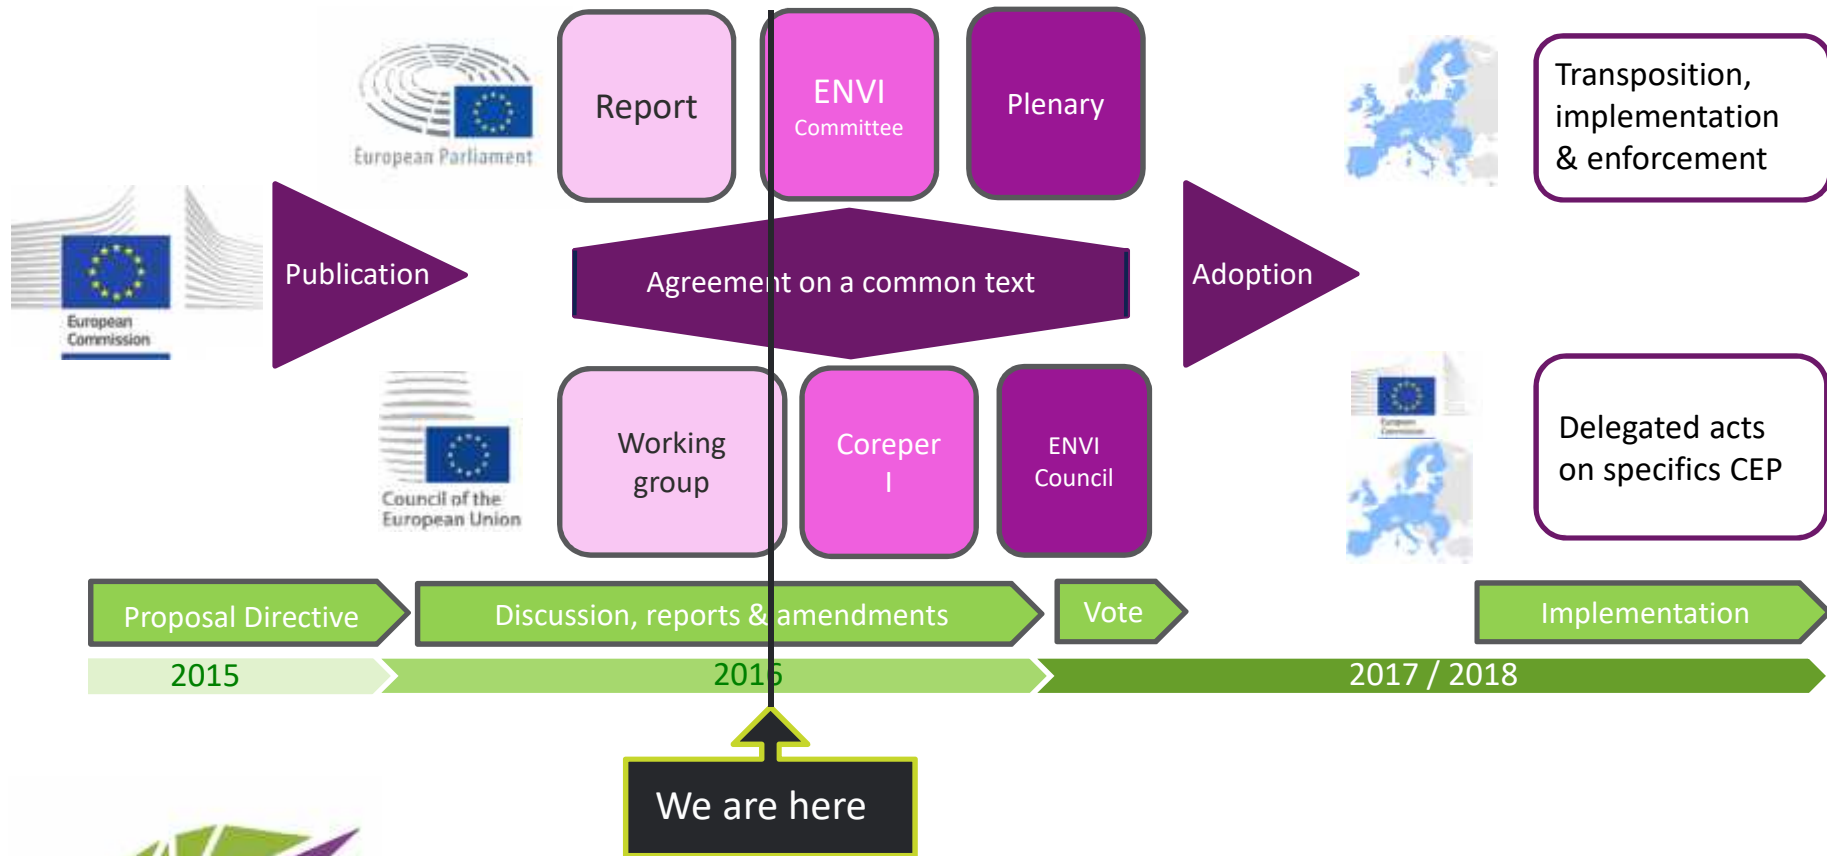 European Parliament
Report
ENVI
Committee
Plenary
Transposition,
implementation
& enforcement
European
Commission
Publication
Agreement on a common text
Adoption
Council of the
European Union
Working
group
Coreper
I
ENVI
Council
European
Commission
Delegated acts
on specifics CEP
Proposal Directive
Discussion, reports & amendments
Vote
Implementation
2015
2016
2017 / 2018
We are here